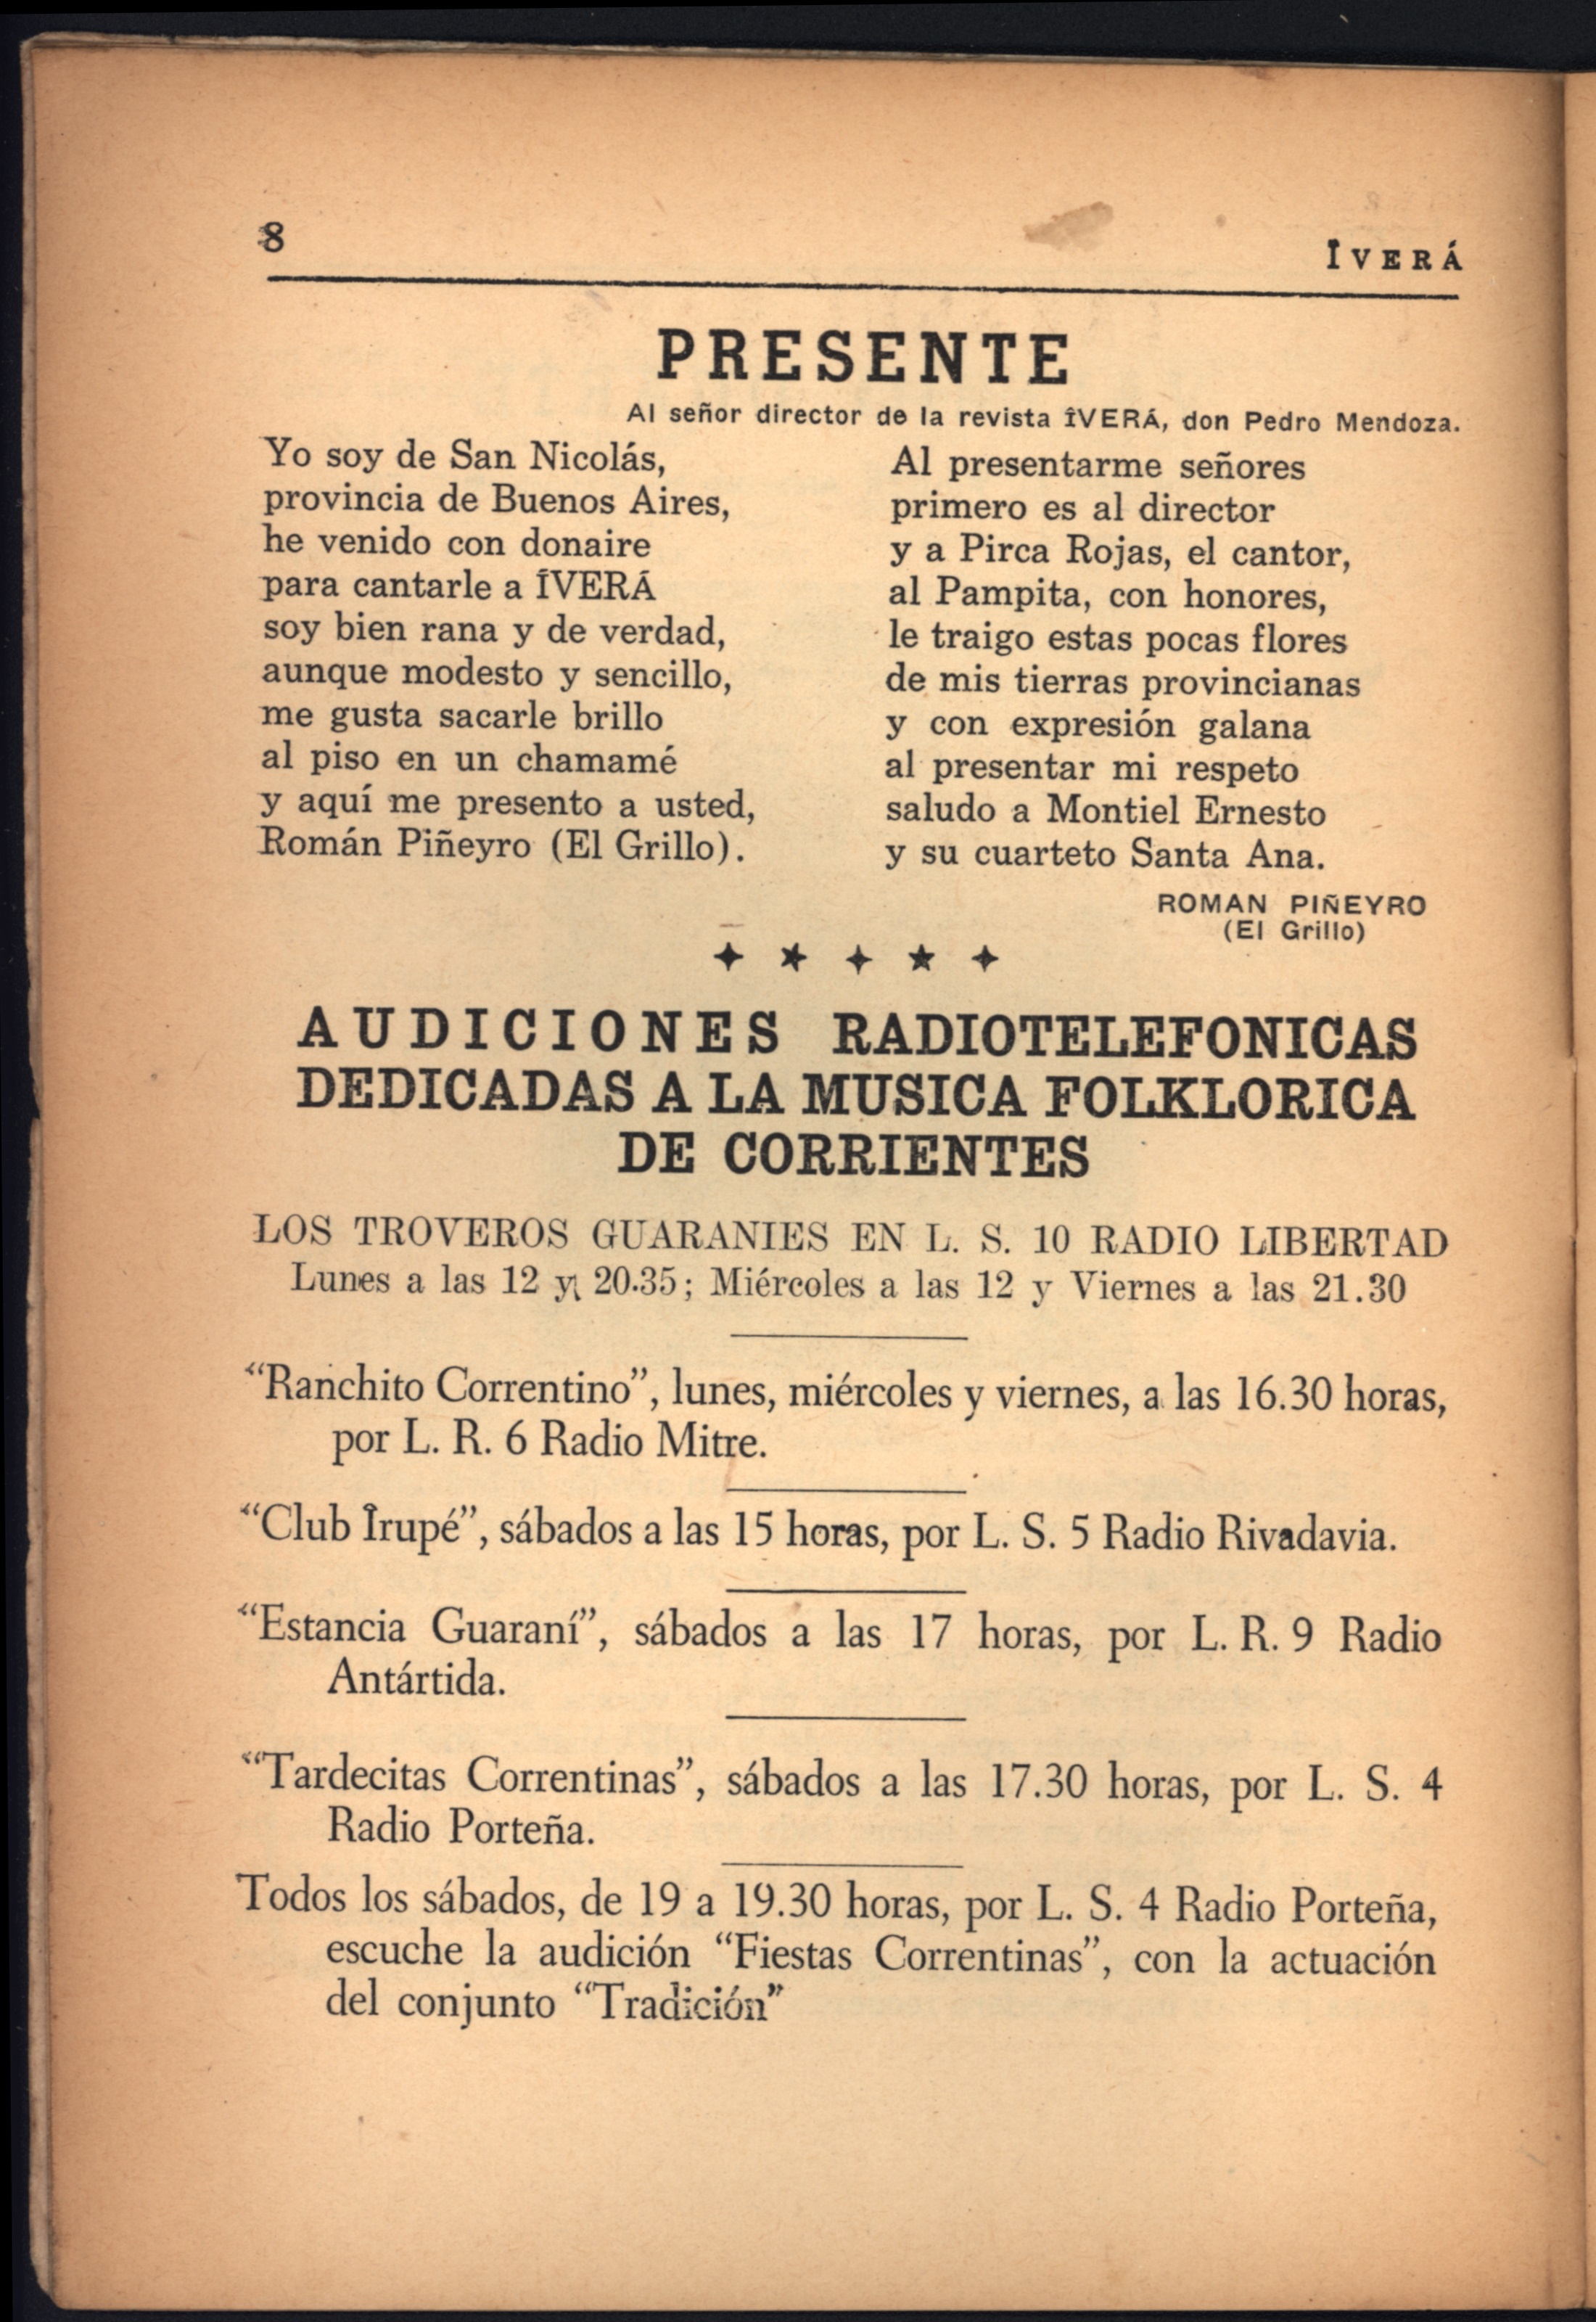 8
ÎVERÁ
PRESENTE
Al señor director de la revista ÎVERÁ, don Pedro Mendoza.
Yo soy de San Nicolás,
provincia de Buenos Aires,
he venido con donaire
para cantarle a ÎVERÁ
soy bien rana y de verdad,
aunque modesto y sencillo,
me gusta sacarle brillo
al piso en un chamamé
y aquí me presento a usted,
Román Piñeyro (El Grillo).
Al presentarme señores
primero es al director
y a Pirca Rojas, el cantor,
al Pampita, con honores,
le traigo estas pocas flores
de mis tierras provincianas
y con expresión galana
al presentar mi respeto
saludo a Montiel Ernesto
y su cuarteto Santa Ana.
ROMAN PIÑEYRO
(El Grillo)
AUDICIONES RADIOTELEFONICAS
DEDICADAS A LA MUSICA FOLKLORICA
DE CORRIENTES
LOS TROVEROS GUARANIES EN L. S. 10 RADIO LIBERTAD
Lunes a las 12 y 20.35; Miércoles a las 12 y Viernes a las 21.30
“Ranchito Correntino”, lunes, miércoles y viernes, a las 16.30 horas,
por L. R. 6 Radio Mitre.
“Club Îrupé”, sábados a las 15 horas, por L. S. 5 Radio Rivadavia.
“Estancia Guaraní”, sábados a las 17 horas, por L. R. 9 Radio
Antártida.
“Tardecitas Correntinas”, sábados a las 17.30 horas, por L. S. 4
Radio Porteña.
Todos los sábados, de 19 a 19.30 horas, por L. S. 4 Radio Porteña,
escuche la audición “Fiestas Correntinas”, con la actuación
del conjunto “Tradición”